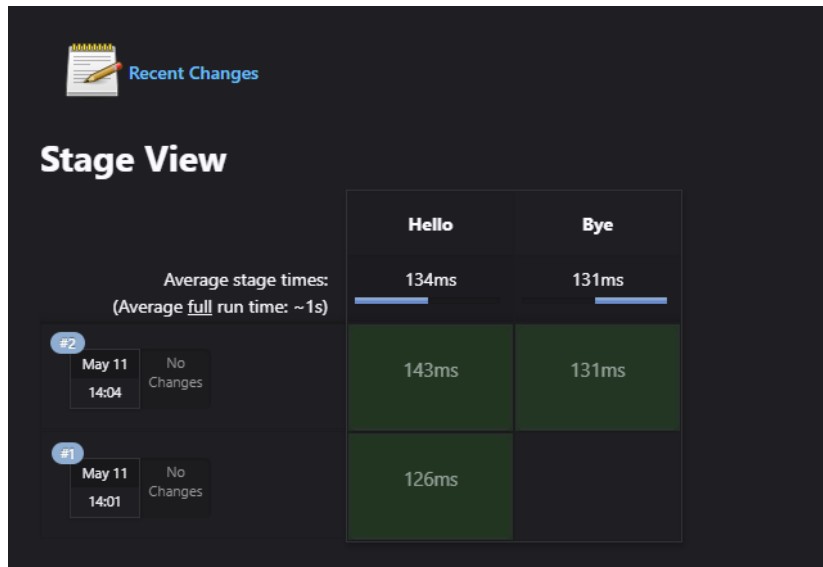 Recent Changes
Stage View
Hello Bye
Average stage times: 134ms 131ms
(Average full run time: ~1s)
#2
May 11 No
Changes
14:04
143ms 131ms
#1
May 11 No
Changes
14:01
126ms